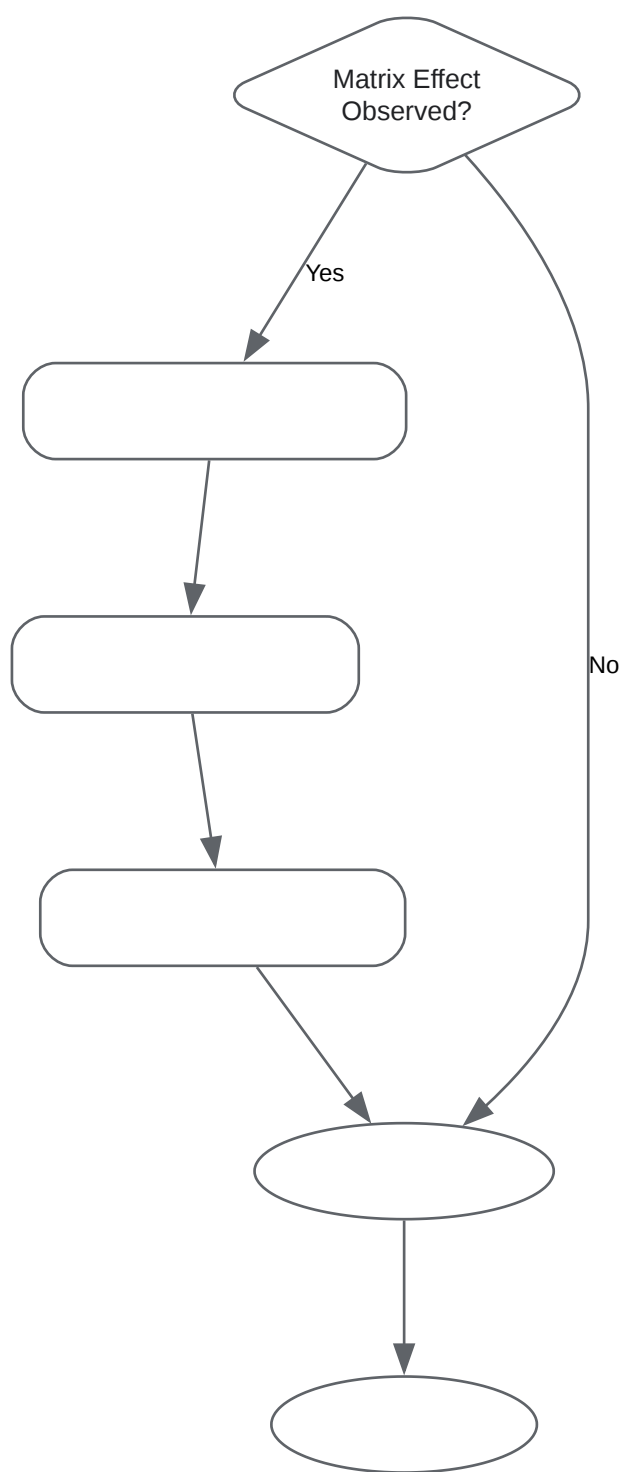 Matrix Effect
Observed?
Yes
No